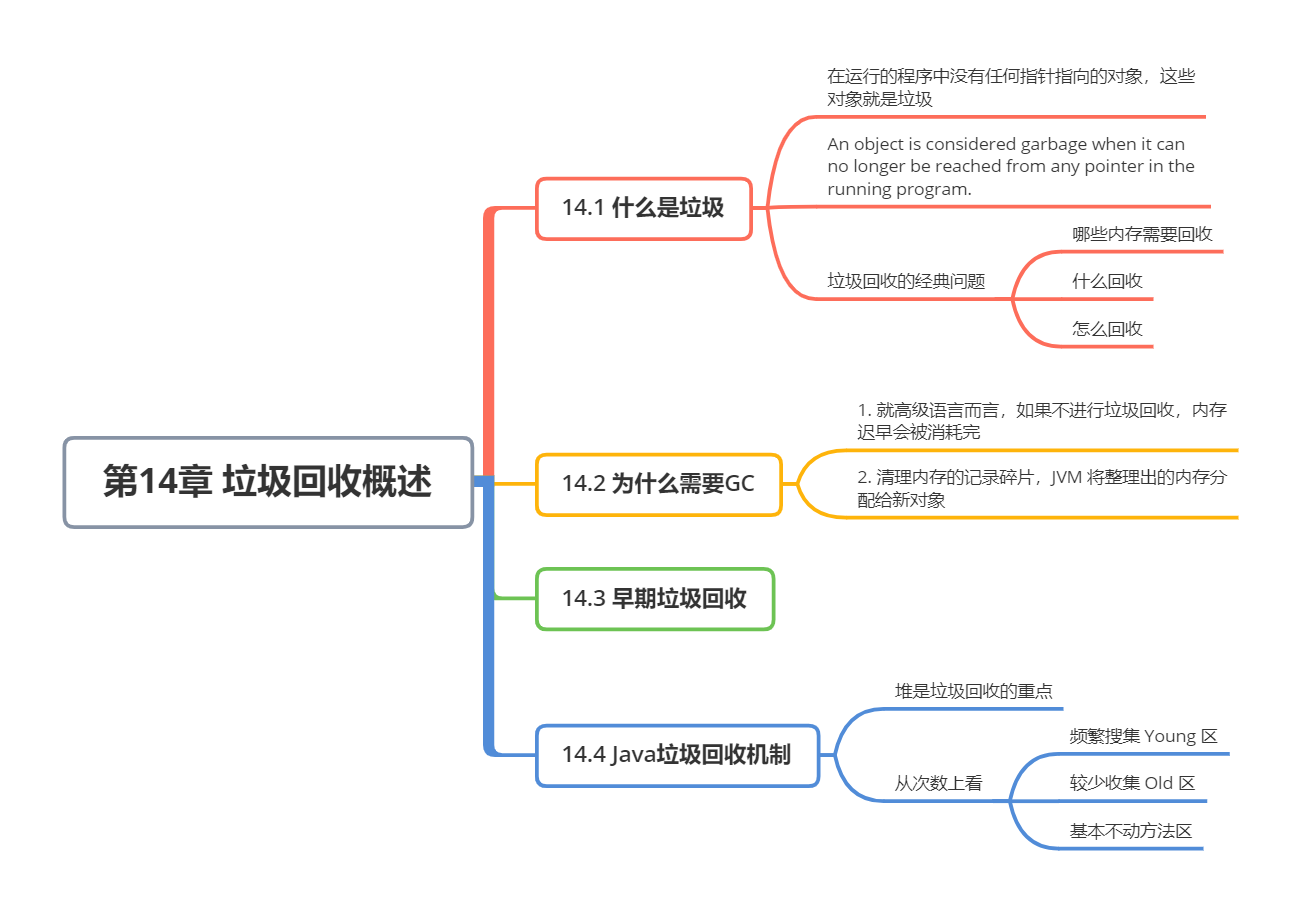 第14章 垃圾回收概述
14.1 什么是垃圾
在运行的程序中没有任何指针指向的对象，这些
对象就是垃圾
An object is considered garbage when it can
no longer be reached from any pointer in the
running program.
垃圾回收的经典问题
哪些内存需要回收
什么回收
怎么回收
14.2 为什么需要GC
1. 就高级语言而言，如果不进行垃圾回收，内存
迟早会被消耗完
2. 清理内存的记录碎片，JVM 将整理出的内存分
配给新对象
14.3 早期垃圾回收
14.4 Java垃圾回收机制
堆是垃圾回收的重点
从次数上看
频繁搜集 Young 区
较少收集 Old 区
基本不动方法区